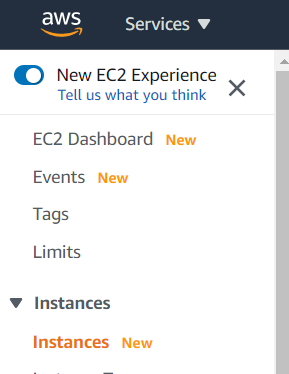 aws Services
New EC2 Experience
Tell us what you think
EC2 Dashboard New
Events New
Tags
Limits
Instances
Instances New